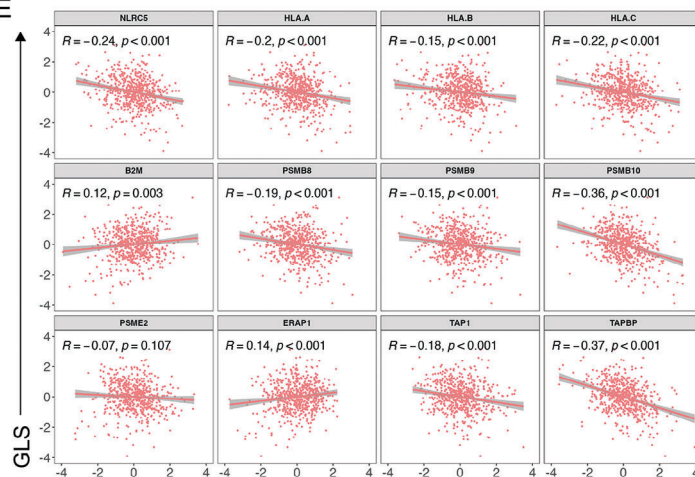 E
NLRC5 HLA.A HLA.B HLA.C
R = −0.24, p < 0.001 R = −0.2, p < 0.001 R = −0.15, p < 0.001 R = −0.22, p < 0.001
4
2
0
-2
-4
B2M PSMB8 PSMB9 PSMB10
R = 0.12, p = 0.003 R = −0.19, p < 0.001 R = −0.15, p < 0.001 R = −0.36, p < 0.001
4
2
0
-2
-4
PSME2 ERAP1 TAP1 TAPBP
R = −0.07, p = 0.107 R = 0.14, p < 0.001 R = −0.18, p < 0.001 R = −0.37, p < 0.001
4
2
0
-2
-4
GLS
-4 -2 0 2 4 -4 -2 0 2 4 -4 -2 0 2 4 -4 -2 0 2 4